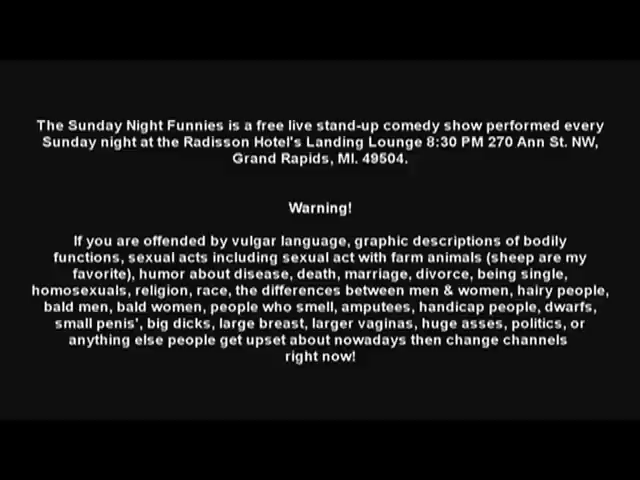 The Sunday Night Funnies is a free live stand-up comedy show performed every
Sunday night at the Radisson Hotel's Landing Lounge 8:30 PM 270 Ann St. NW,
Grand Rapids, MI. 49504.
Warning!
If you are offended by vulgar language, graphic descriptions of bodily
functions, sexual acts including sexual act with farm animals (sheep are my
favorite), humor about disease, death, marriage, divorce, being single,
homosexuals, religion, race, the differences between men & women, hairy people,
bald men, bald women, people who smell, amputees, handicap people, dwarfs,
small penis', big dicks, large breast, larger vaginas, huge asses, politics, or
anything else people get upset about nowadays then change channels
right now!